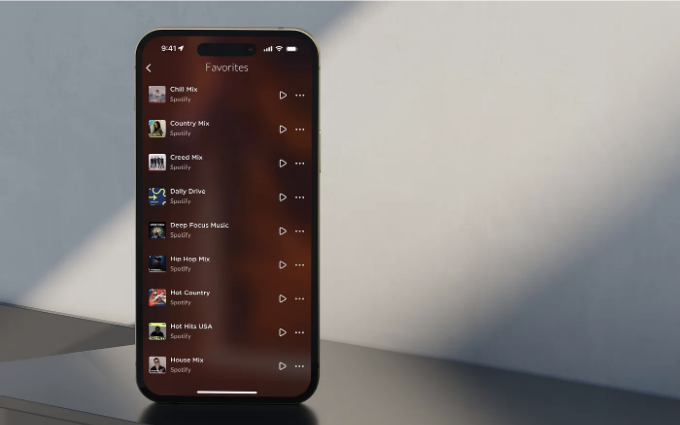 9:41
Favorites
Chill Mix
Spotify
Country Mix
Spotify
Creed Mix
Spotify
Daily Drive
Spotify
Deep Focus Music
Spotify
Hip Hop Mix
Spotify
Hot Country
Spotify
Hot Hits USA
Spotify
House Mix
Spotify